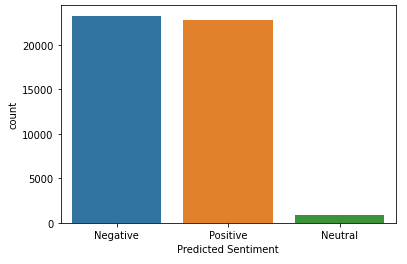 20000
15000
10000
5000
0
count
Negative
Positive
Neutral
Predicted Sentiment